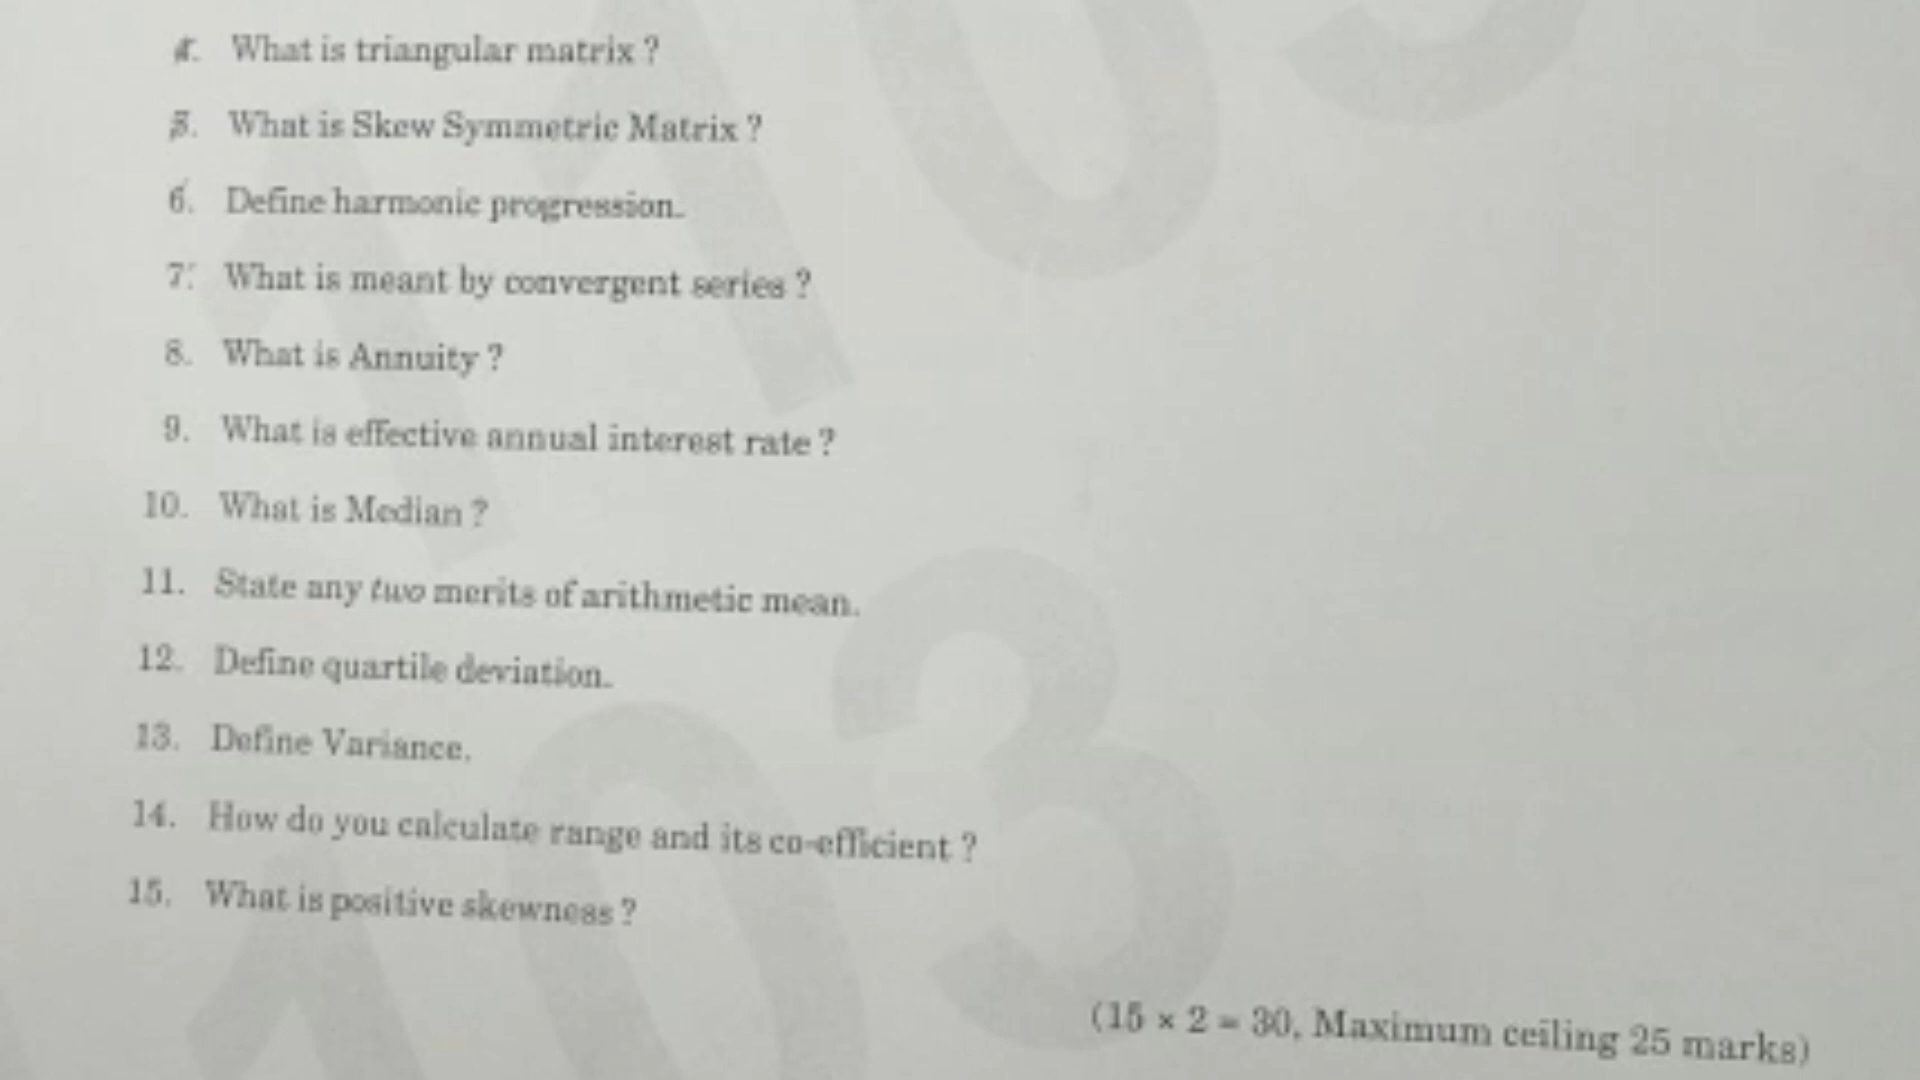 4. What is triangular matrix ?
5. What is Skew Symmetric Matrix ?
6. Define harmonic progression.
7. What is meant by convergent series ?
8. What is Annuity ?
9. What is effective annual interest rate ?
10. What is Median ?
11. State any two merits of arithmetic mean.
12. Define quartile deviation.
13. Define Variance.
14. How do you calculate range and its co-efficient ?
15. What is positive skewness ?
(15 × 2 = 30, Maximum ceiling 25 marks)